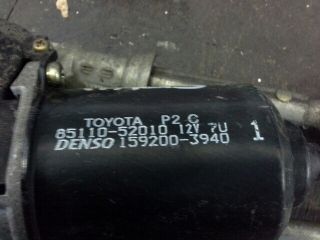 TOYOTA P2 C
85110-52010 12V 7U 1
DENSO 159200-3940